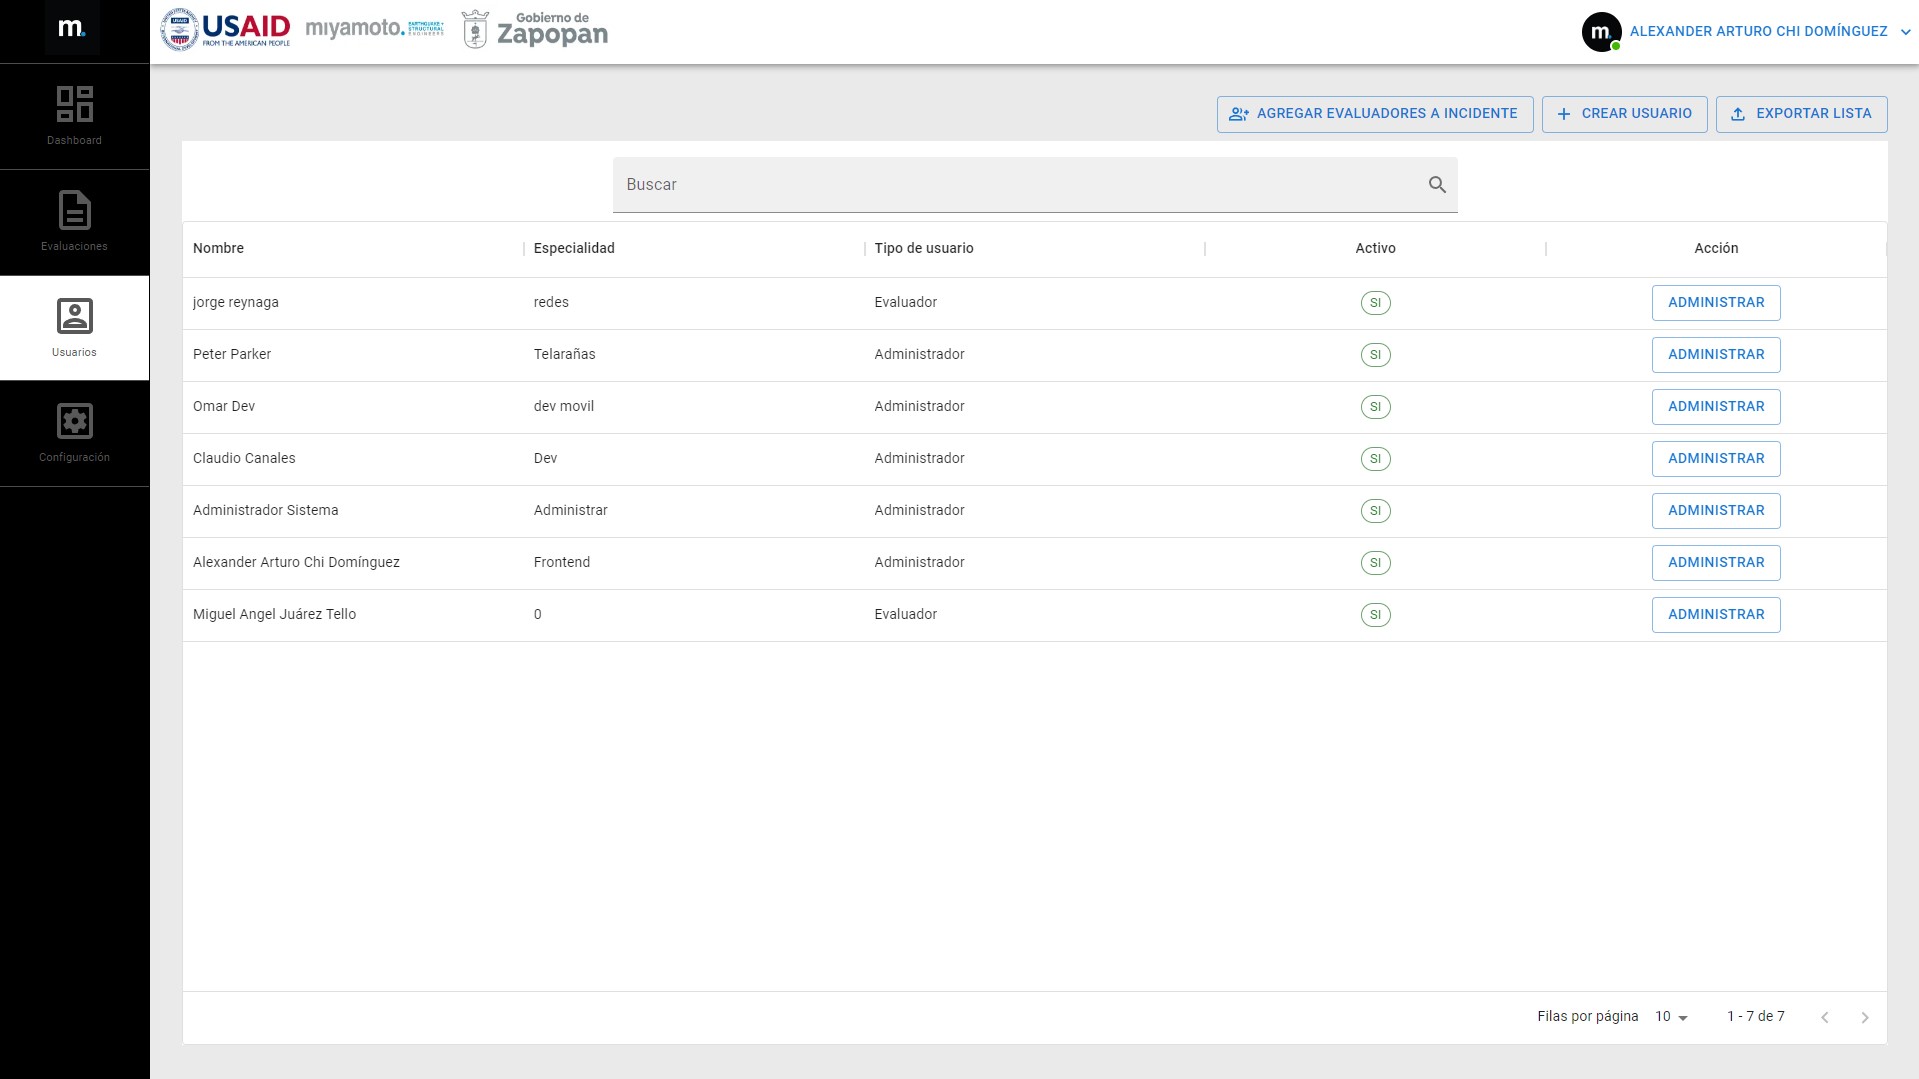 m.
USAID
FROM THE AMERICAN PEOPLE
miyamoto. EARTHQUAKE + STRUCTURAL ENGINEERS
Gobierno de
Zapopan
m. ALEXANDER ARTURO CHI DOMÍNGUEZ
Dashboard
Evaluaciones
Usuarios
Configuración
AGREGAR EVALUADORES A INCIDENTE CREAR USUARIO EXPORTAR LISTA
Buscar
Nombre Especialidad Tipo de usuario Activo Acción
jorge reynaga redes Evaluador SI ADMINISTRAR
Peter Parker Telarañas Administrador SI ADMINISTRAR
Omar Dev dev movil Administrador SI ADMINISTRAR
Claudio Canales Dev Administrador SI ADMINISTRAR
Administrador Sistema Administrar Administrador SI ADMINISTRAR
Alexander Arturo Chi Domínguez Frontend Administrador SI ADMINISTRAR
Miguel Angel Juárez Tello 0 Evaluador SI ADMINISTRAR
Filas por página 10 1 - 7 de 7